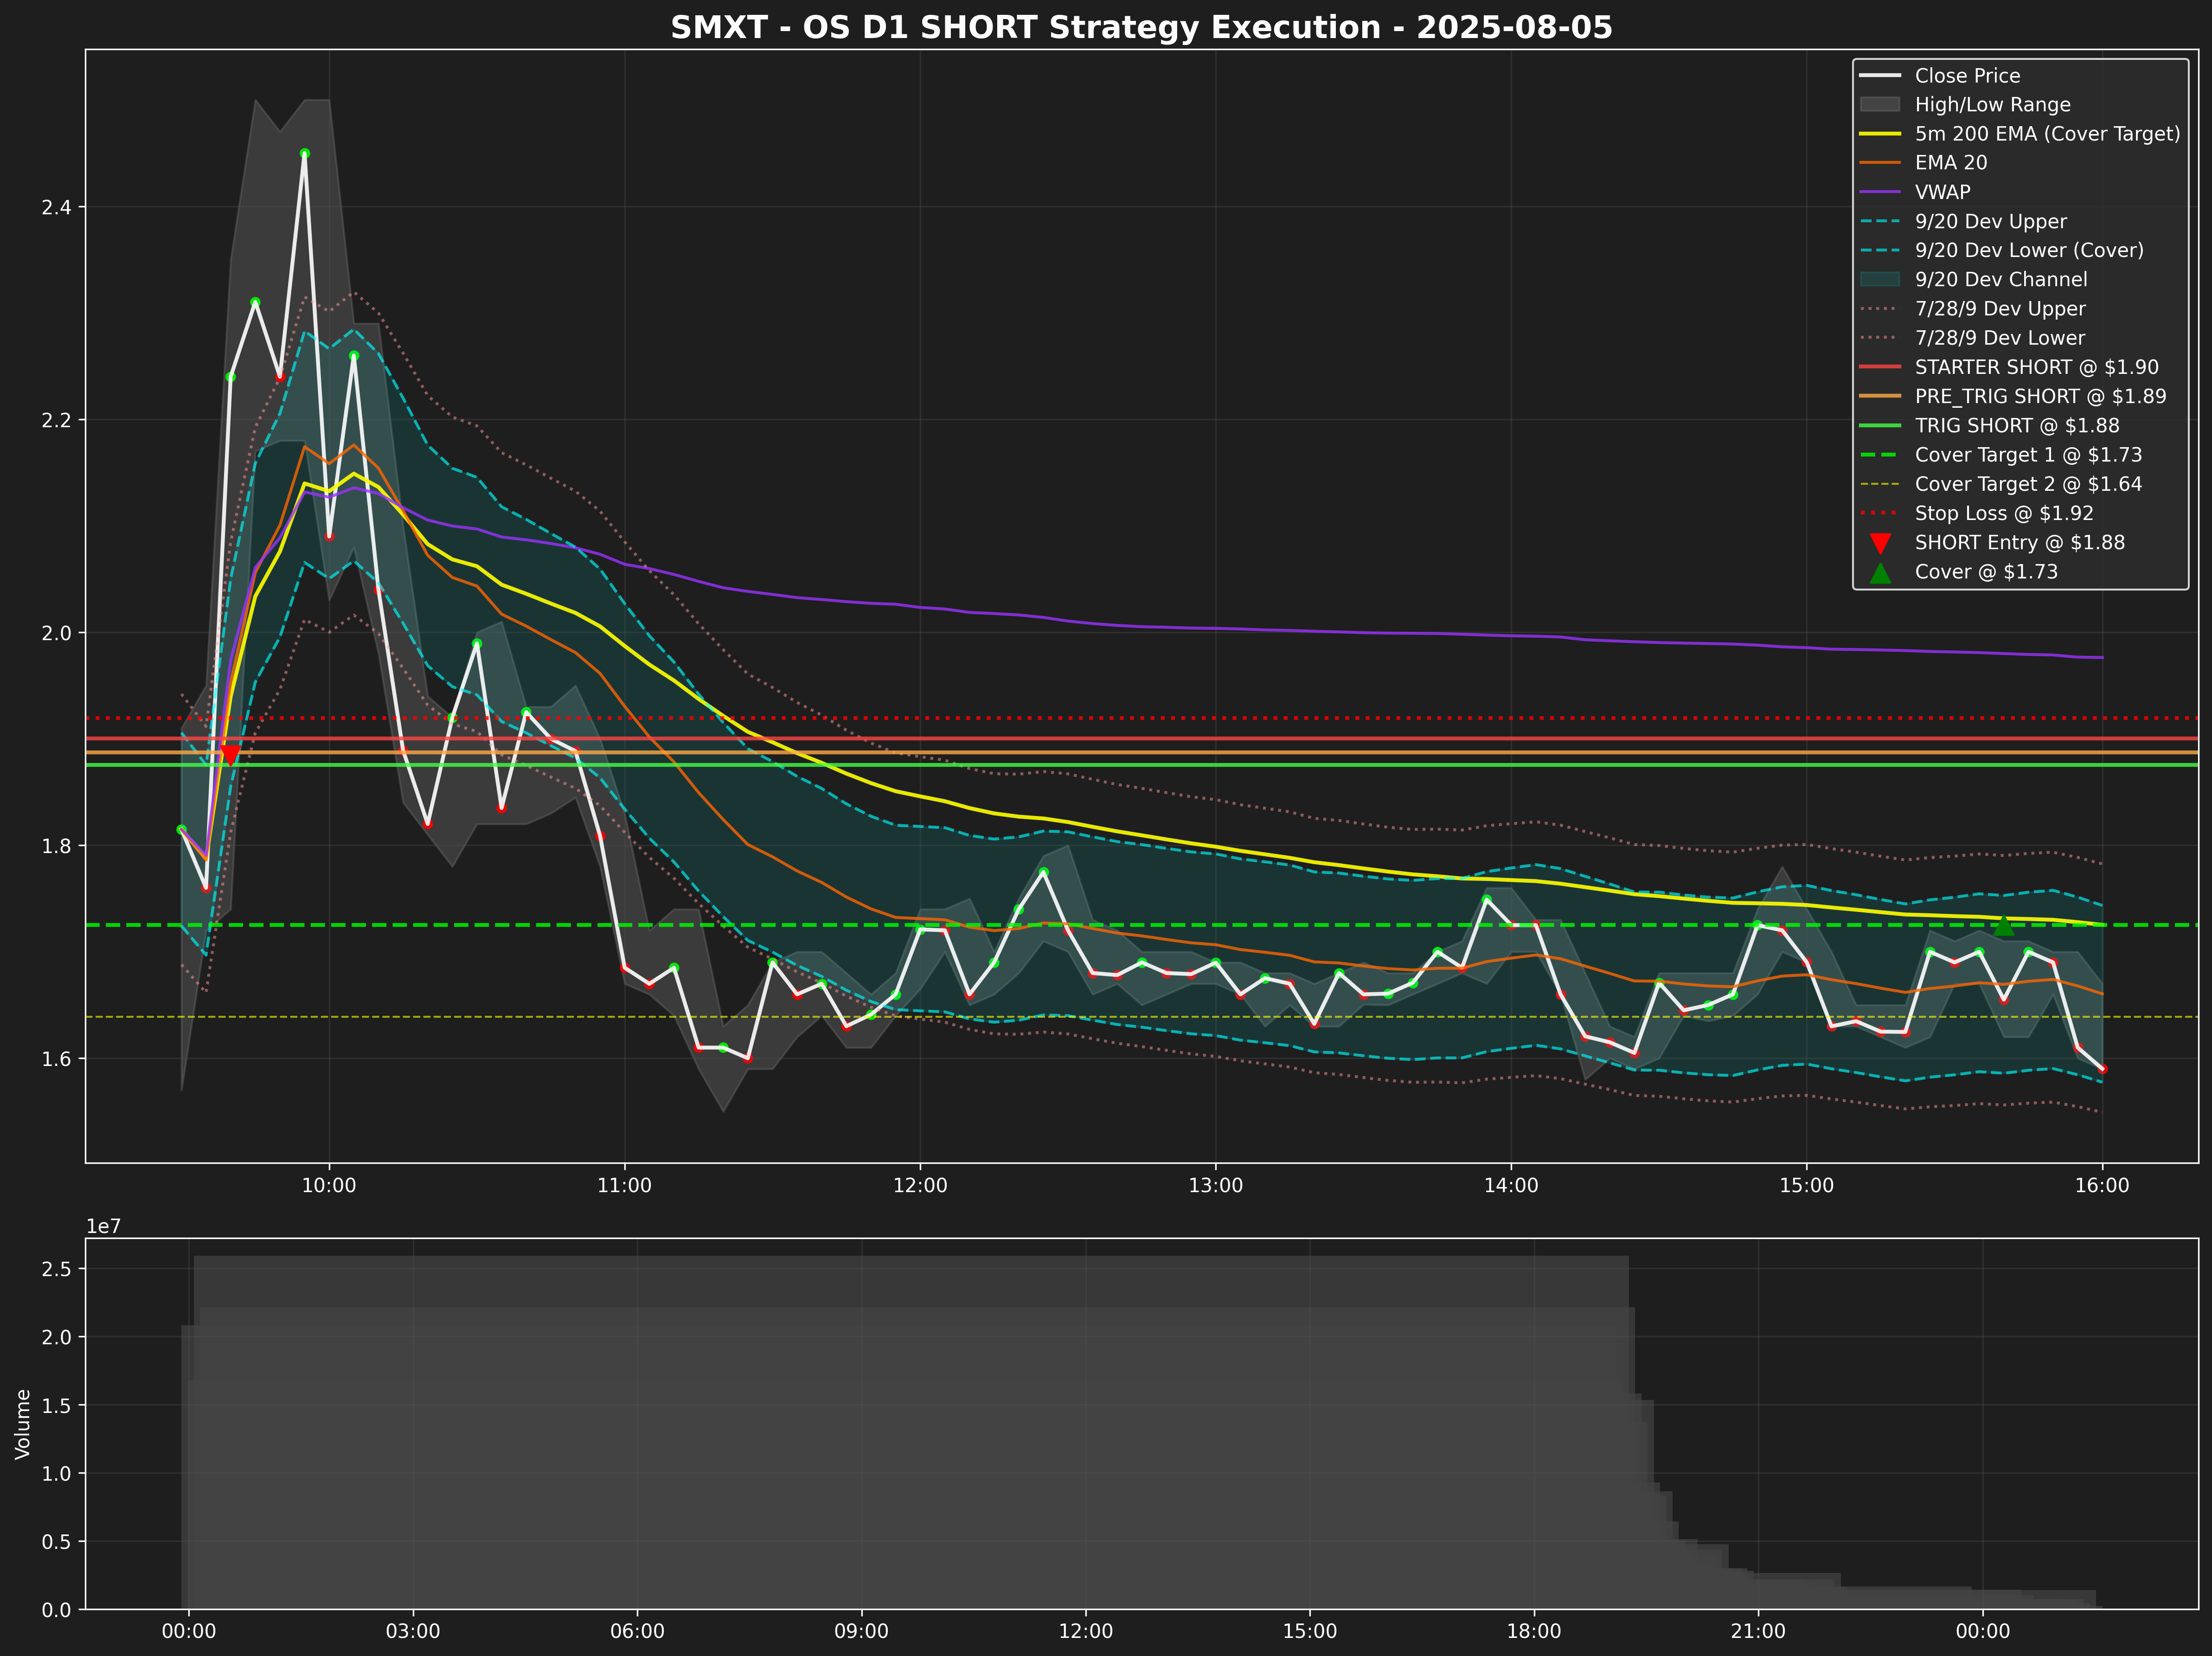 SMXT - OS D1 SHORT Strategy Execution - 2025-08-05
Close Price
High/Low Range
5m 200 EMA (Cover Target)
EMA 20
VWAP
9/20 Dev Upper
9/20 Dev Lower (Cover)
9/20 Dev Channel
7/28/9 Dev Upper
7/28/9 Dev Lower
STARTER SHORT @ $1.90
PRE_TRIG SHORT @ $1.89
TRIG SHORT @ $1.88
Cover Target 1 @ $1.73
Cover Target 2 @ $1.64
Stop Loss @ $1.92
SHORT Entry @ $1.88
Cover @ $1.73
2.4
2.2
2.0
1.8
1.6
10:00 11:00 12:00 13:00 14:00 15:00 16:00
1e7
2.5
2.0
1.5
1.0
0.5
0.0
Volume
00:00 03:00 06:00 09:00 12:00 15:00 18:00 21:00 00:00